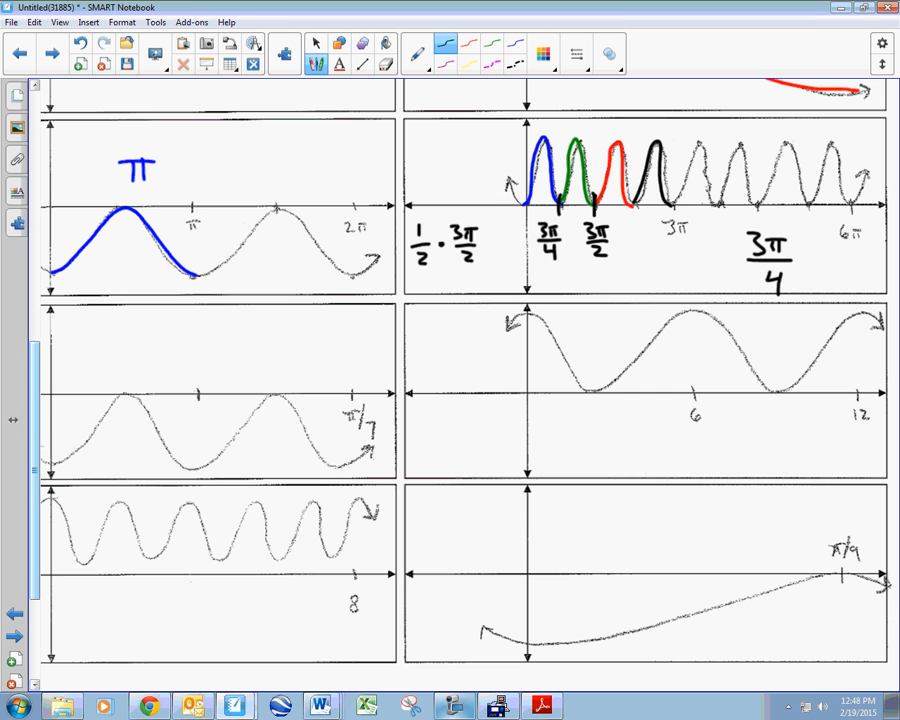 Untitled(31885) * - SMART Notebook
File Edit View Insert Format Tools Add-ons Help
π
π
2π
1/2 · 3π/2
3π/4
3π/2
3π
3π/4
6π
π/7
6
12
8
π/9
12:48 PM
2/19/2015